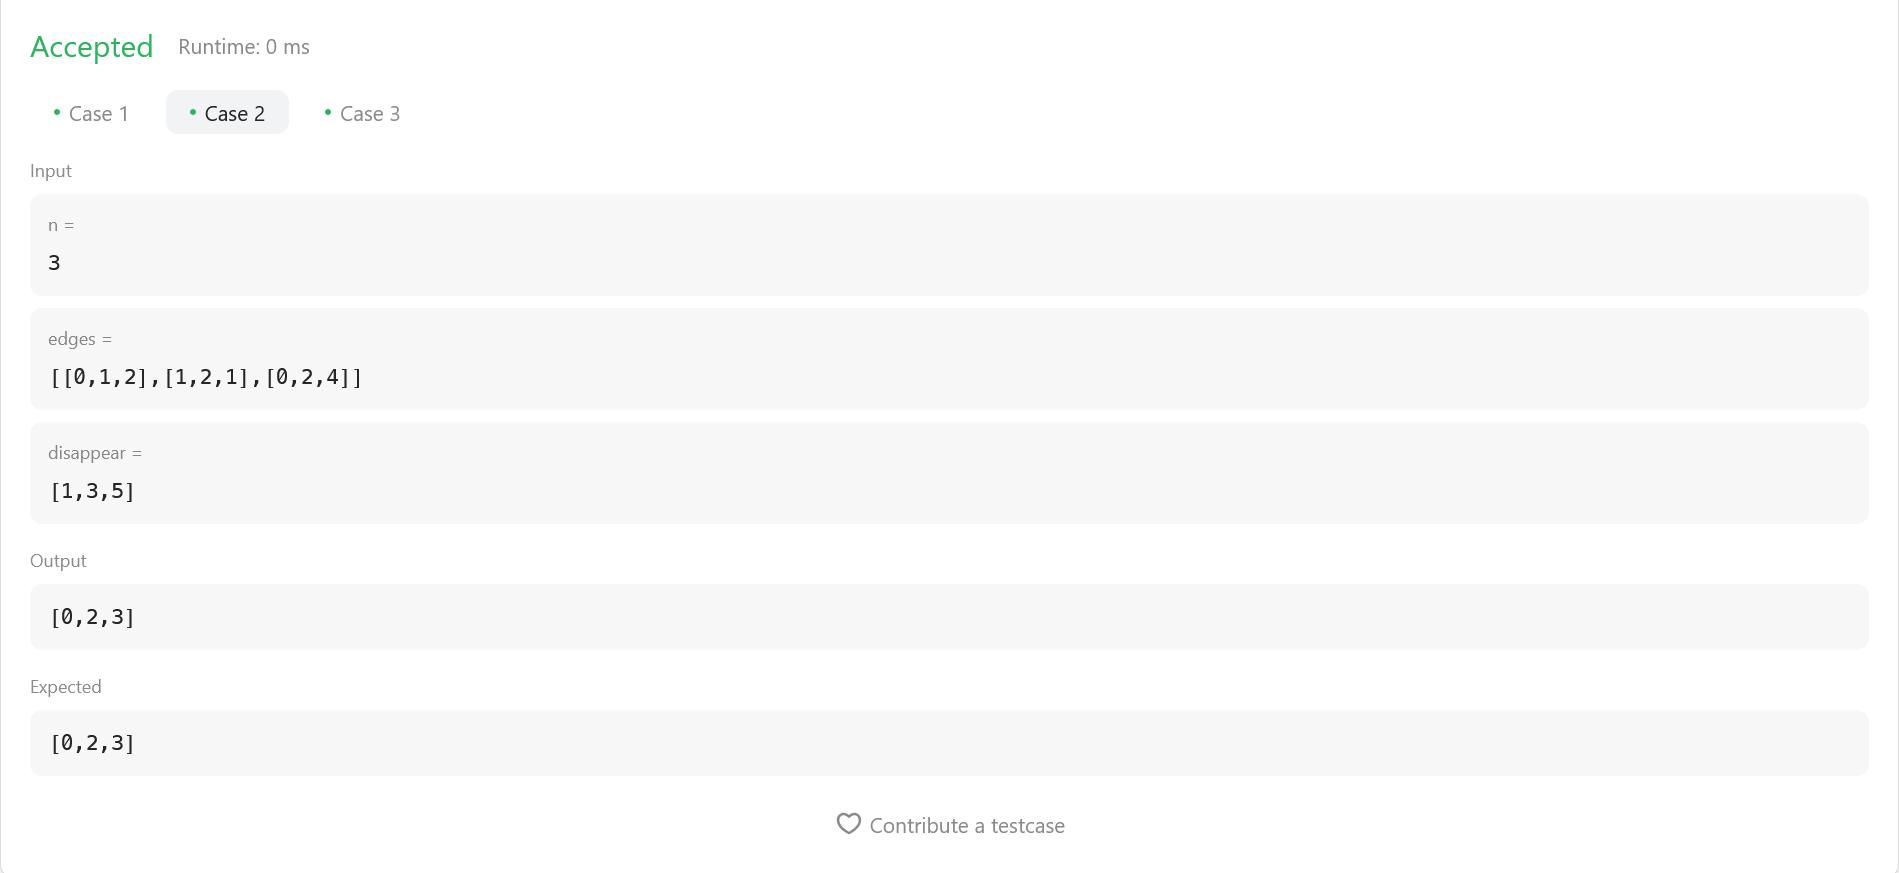 Accepted Runtime: 0 ms
Case 1 Case 2 Case 3
Input
n =
3
edges =
[[0,1,2],[1,2,1],[0,2,4]]
disappear =
[1,3,5]
Output
[0,2,3]
Expected
[0,2,3]
Contribute a testcase